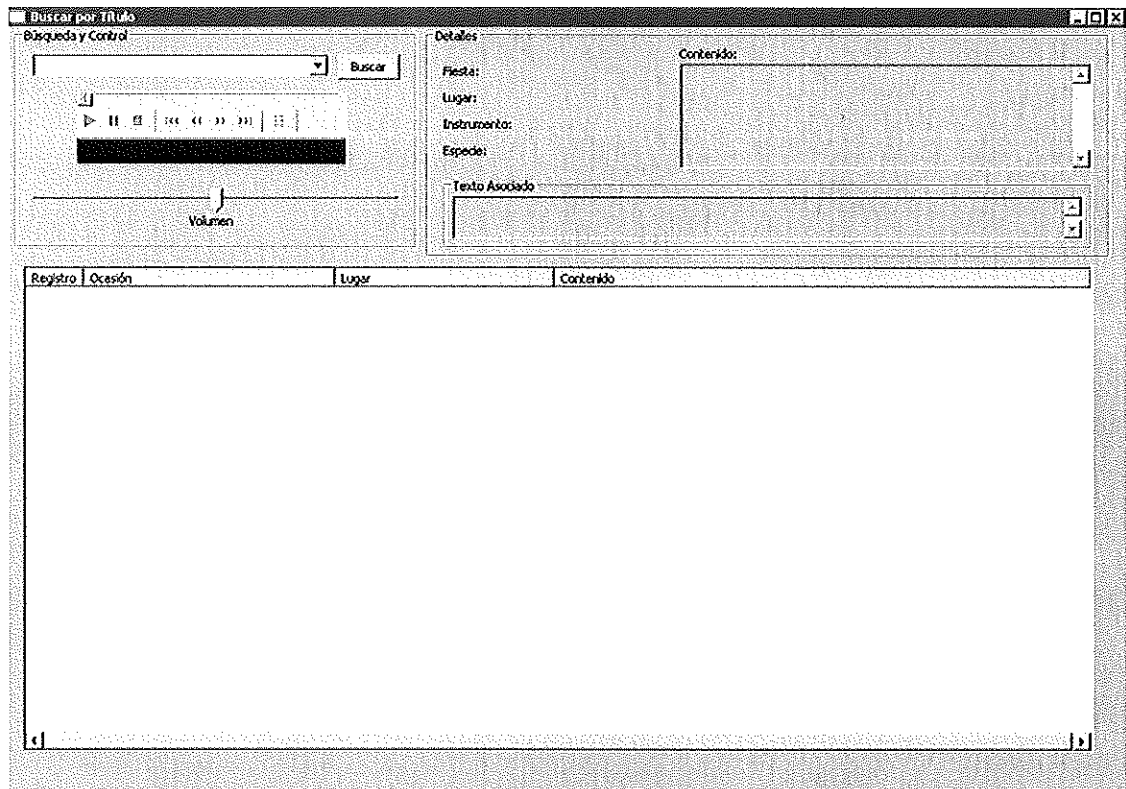 Buscar por Título
Búsqueda y Control
Buscar
Volumen
Detalles
Fiesta:
Lugar:
Instrumento:
Especie:
Contenido:
Texto Asociado
Registro Ocasión Lugar Contenido